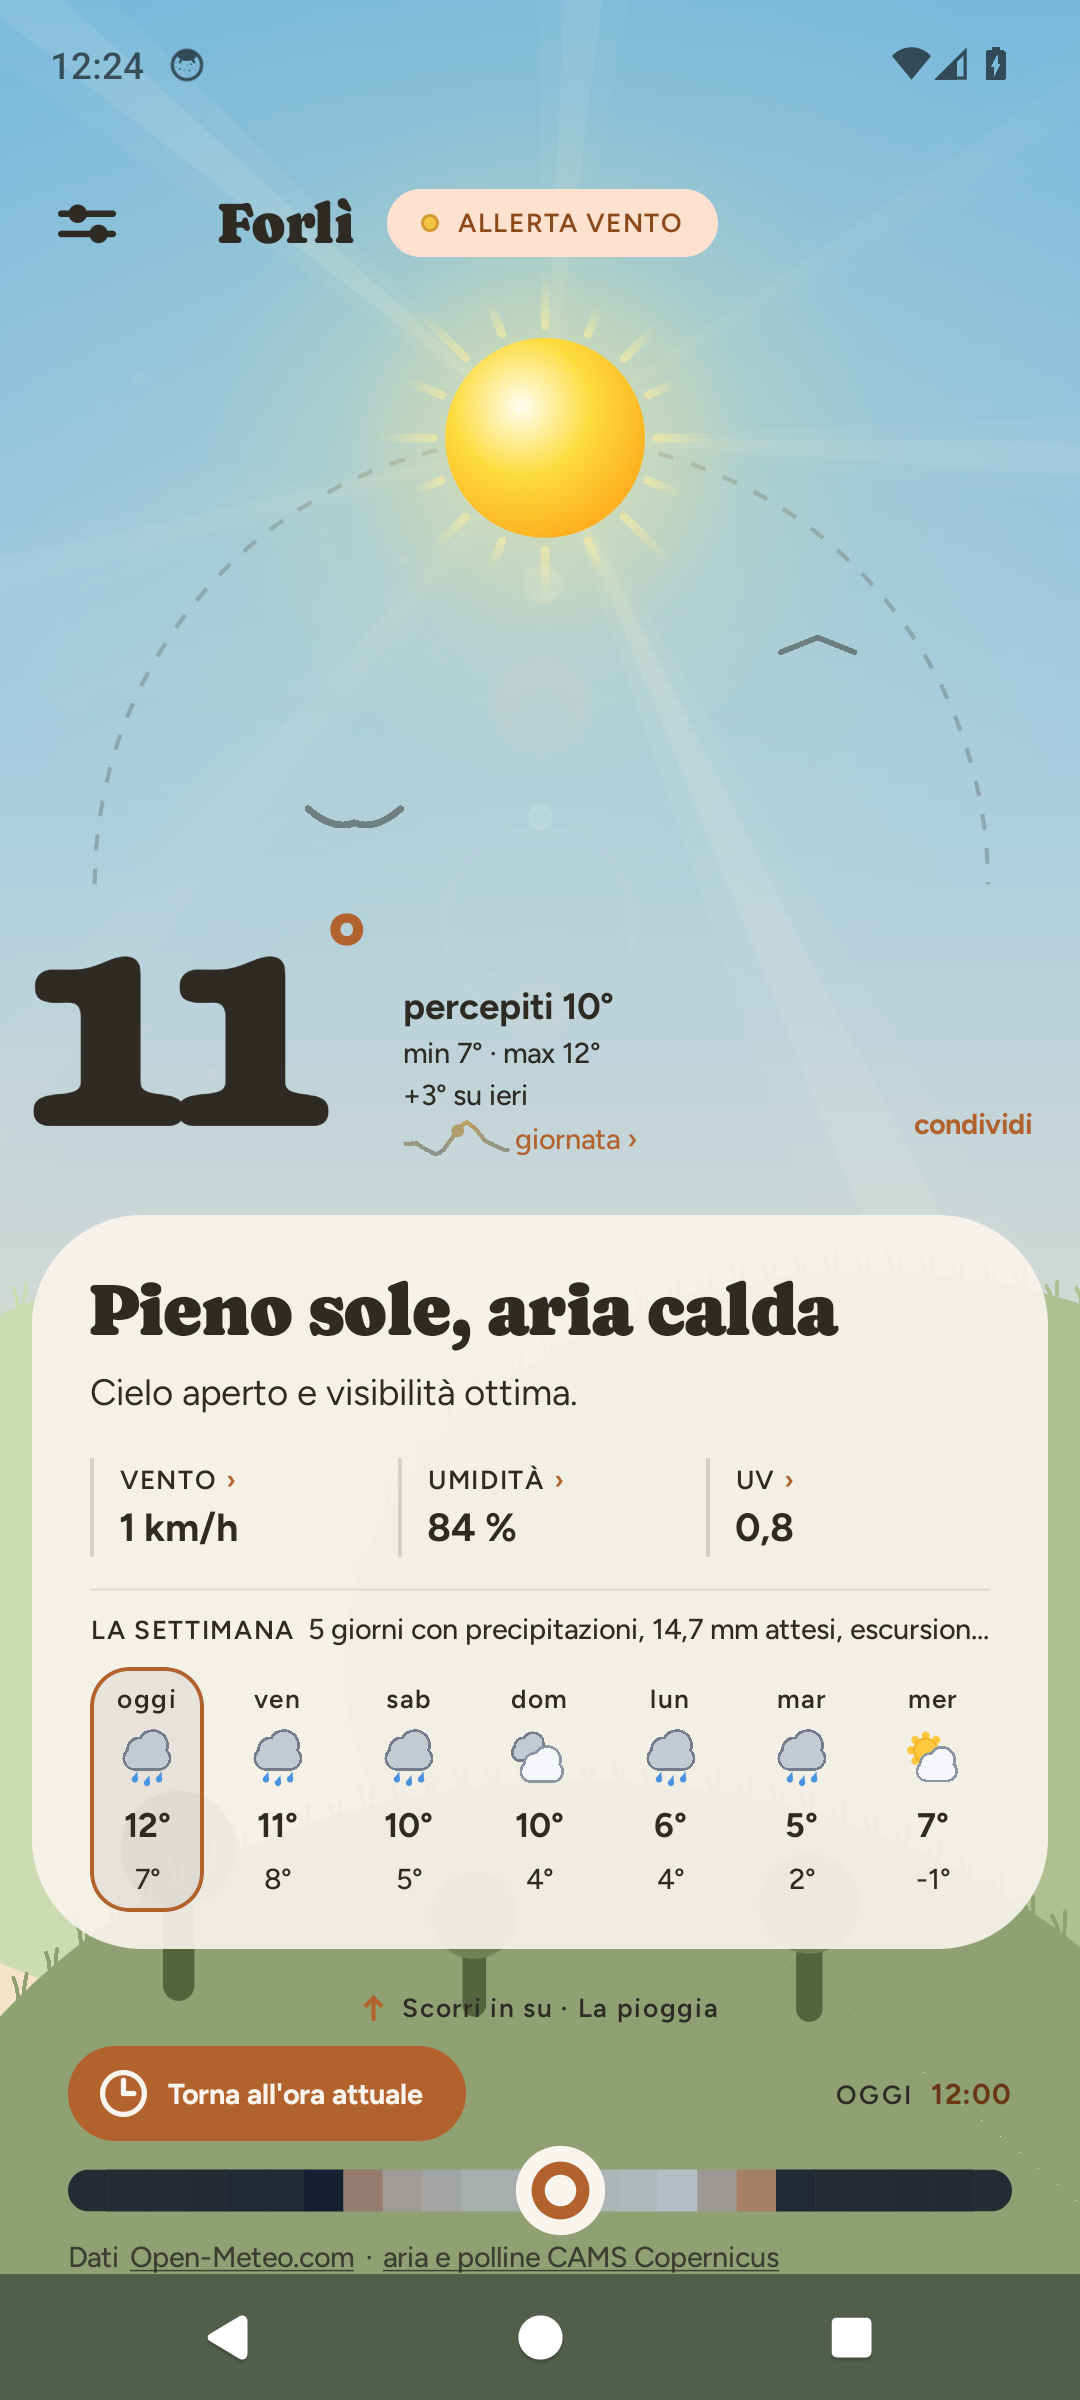 12:24
Forlì
ALLERTA VENTO
11°
percepiti 10°
min 7° · max 12°
+3° su ieri
giornata ›
condividi
Pieno sole, aria calda
Cielo aperto e visibilità ottima.
VENTO › UMIDITÀ › UV ›
1 km/h 84 % 0,8
LA SETTIMANA 5 giorni con precipitazioni, 14,7 mm attesi, escursion...
oggi ven sab dom lun mar mer
12° 11° 10° 10° 6° 5° 7°
7° 8° 5° 4° 4° 2° -1°
↑ Scorri in su · La pioggia
Torna all'ora attuale
OGGI 12:00
Dati Open-Meteo.com · aria e polline CAMS Copernicus